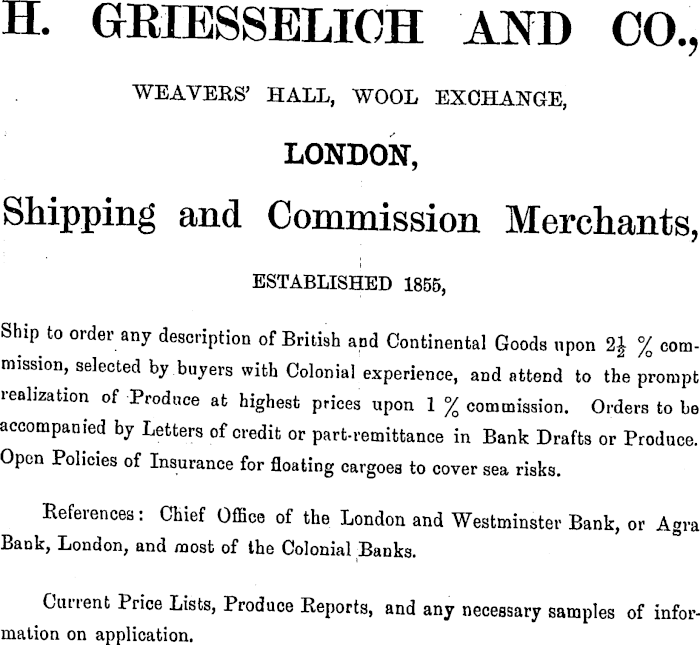 H. GRIESSELICH AND CO.,
WEAVERS' HALL, WOOL EXCHANGE,
LONDON,
Shipping and Commission Merchants,
ESTABLISHED 1855,
Ship to order any description of British and Continental Goods upon 2½ % com-
mission, selected by buyers with Colonial experience, and attend to the prompt
realization of Produce at highest prices upon 1 % commission. Orders to be
accompanied by Letters of credit or part-remittance in Bank Drafts or Produce.
Open Policies of Insurance for floating cargoes to cover sea risks.
References: Chief Office of the London and Westminster Bank, or Agra
Bank, London, and most of the Colonial Banks.
Current Price Lists, Produce Reports, and any necessary samples of infor-
mation on application.